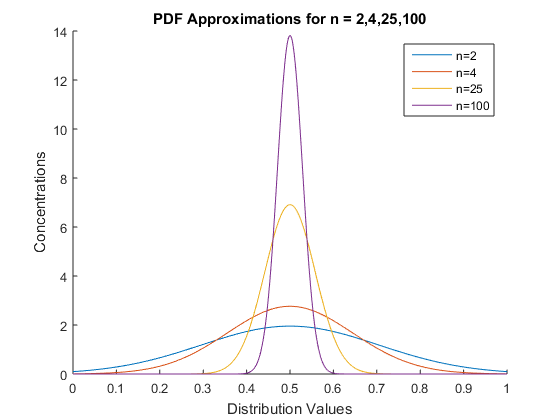 PDF Approximations for n = 2,4,25,100
14
12
10
8
6
4
2
0
Concentrations
n=2
n=4
n=25
n=100
0 0.1 0.2 0.3 0.4 0.5 0.6 0.7 0.8 0.9 1
Distribution Values